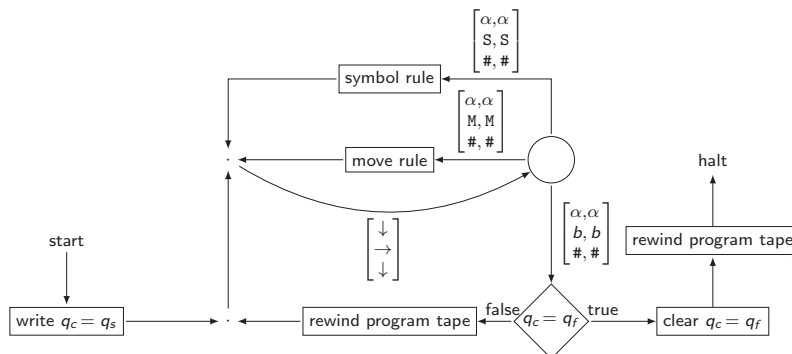 [α,α
S, S
#, #]
symbol rule
[α,α
M, M
#, #]
move rule
halt
[↓
→
↓]
[α,α
b, b
#, #]
start
rewind program tape
write q_c = q_s
rewind program tape
false
q_c = q_f
true
clear q_c = q_f